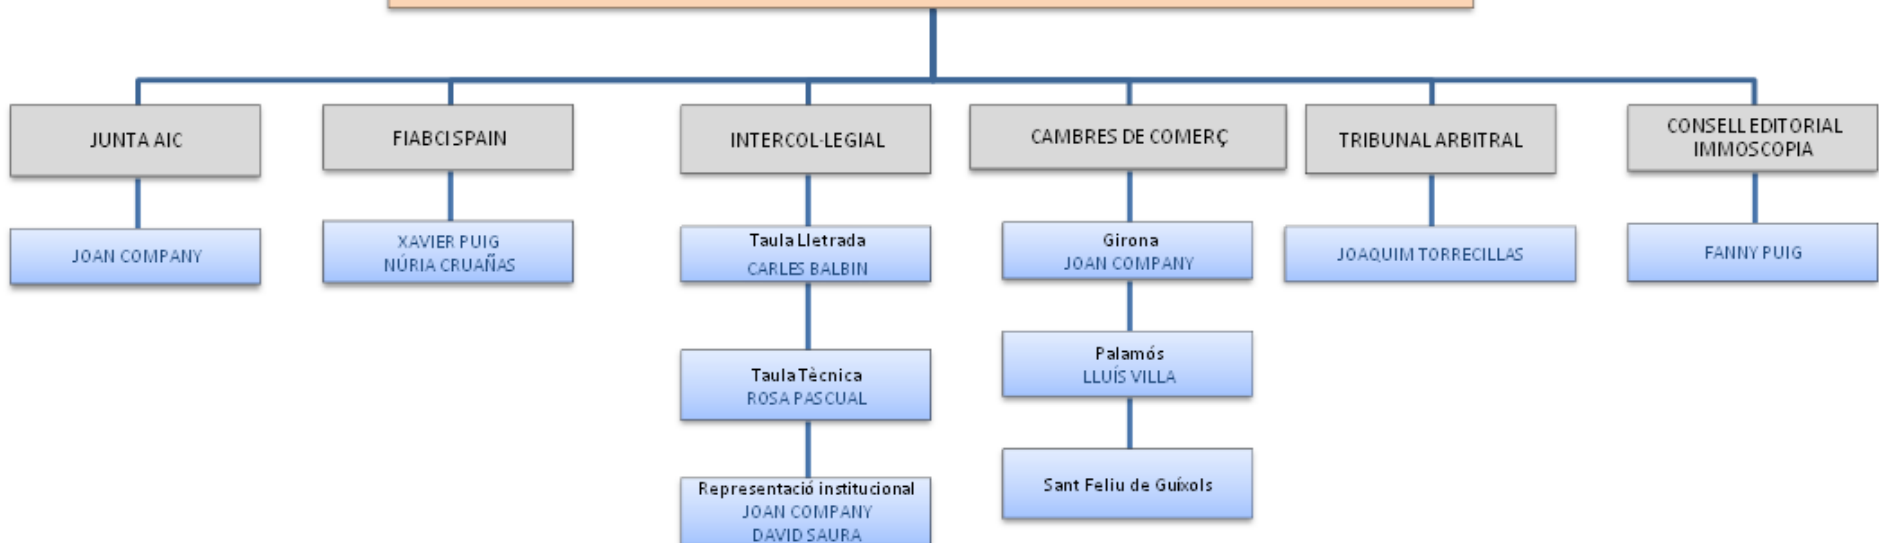 JUNTA AIC
JOAN COMPANY
FIABCI SPAIN
XAVIER PUIG
NÚRIA CRUAÑAS
INTERCOL·LEGIAL
Taula Lletrada
CARLES BALBIN
Taula Tècnica
ROSA PASCUAL
Representació institucional
JOAN COMPANY
DAVID SAURA
CAMBRES DE COMERÇ
Girona
JOAN COMPANY
Palamós
LLUÍS VILLA
Sant Feliu de Guíxols
TRIBUNAL ARBITRAL
JOAQUIM TORRECILLAS
CONSELL EDITORIAL
IMMOSCOPIA
FANNY PUIG